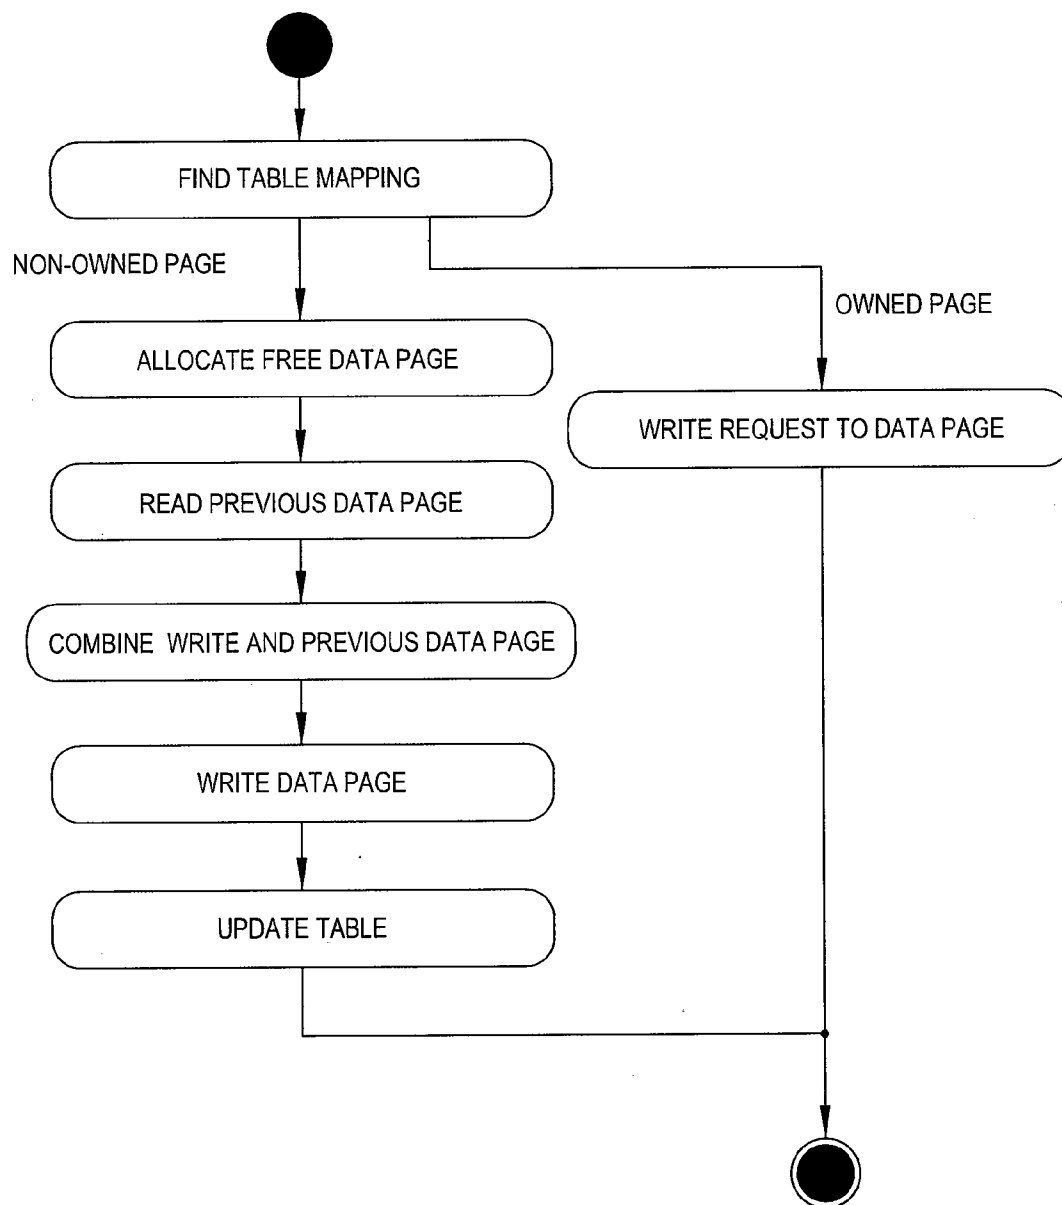 FIND TABLE MAPPING
NON-OWNED PAGE
OWNED PAGE
ALLOCATE FREE DATA PAGE
WRITE REQUEST TO DATA PAGE
READ PREVIOUS DATA PAGE
COMBINE WRITE AND PREVIOUS DATA PAGE
WRITE DATA PAGE
UPDATE TABLE